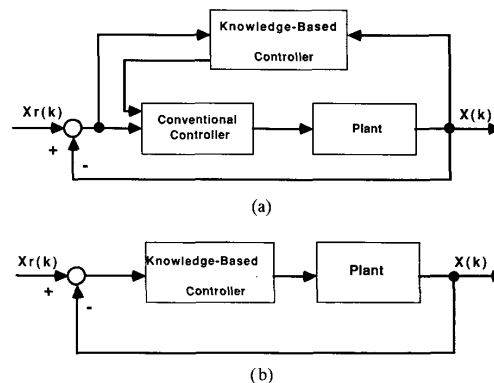 Knowledge-Based
Controller
Xr(k)
+
-
Conventional
Controller
Plant
X(k)
(a)
Xr(k)
+
-
Knowledge-Based
Controller
Plant
X(k)
(b)